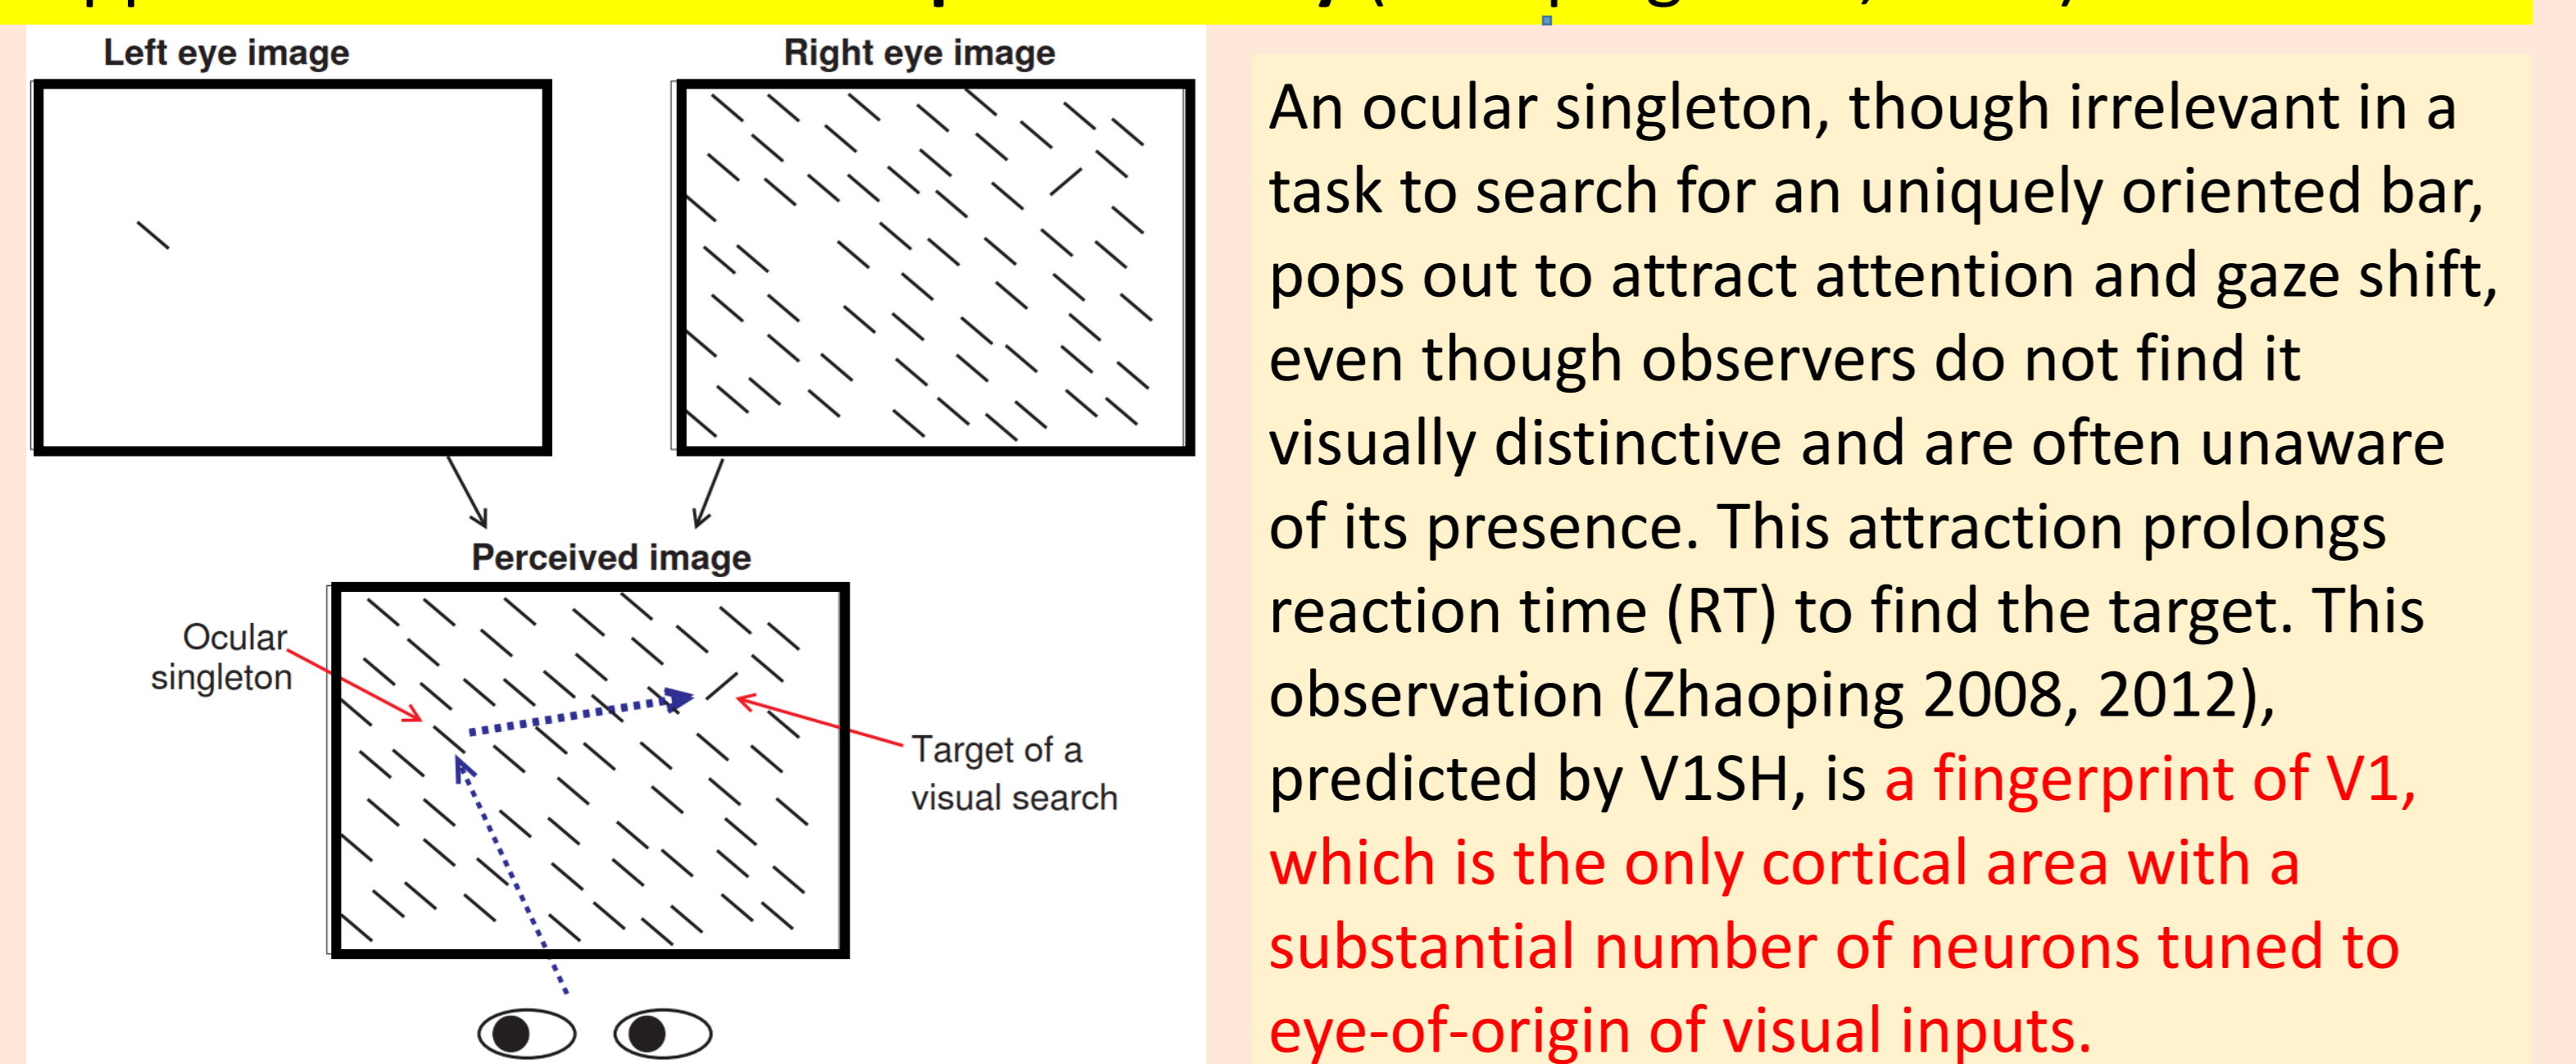 Left eye image
Right eye image
Perceived image
Ocular
singleton
Target of a
visual search
An ocular singleton, though irrelevant in a
task to search for an uniquely oriented bar,
pops out to attract attention and gaze shift,
even though observers do not find it
visually distinctive and are often unaware
of its presence. This attraction prolongs
reaction time (RT) to find the target. This
observation (Zhaoping 2008, 2012),
predicted by V1SH, is a fingerprint of V1,
which is the only cortical area with a
substantial number of neurons tuned to
eye-of-origin of visual inputs.